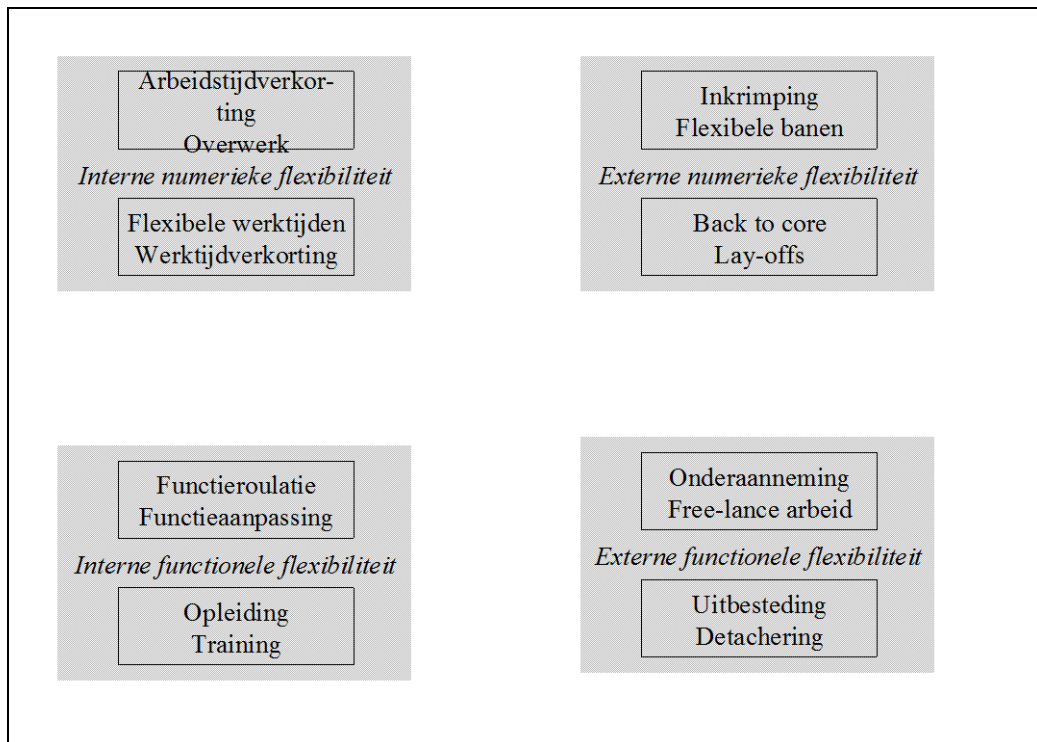 Arbeidstijdverkor-
ting
Overwerk
Interne numerieke flexibiliteit
Flexibele werktijden
Werktijdverkorting
Inkrimping
Flexibele banen
Externe numerieke flexibiliteit
Back to core
Lay-offs
Functieroulatie
Functieaanpassing
Interne functionele flexibiliteit
Opleiding
Training
Onderaanneming
Free-lance arbeid
Externe functionele flexibiliteit
Uitbesteding
Detachering